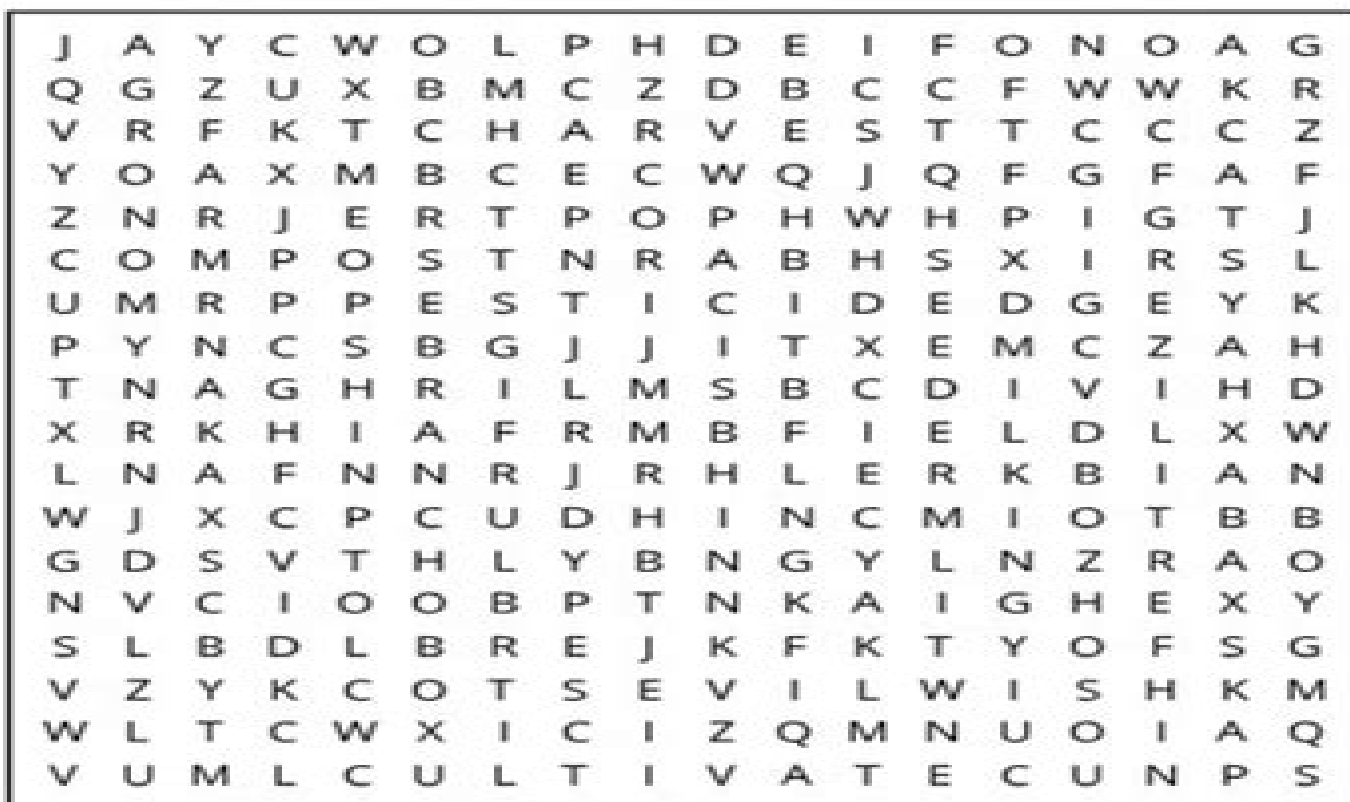 J A Y C W O L P H D E I F O N O A G
Q G Z U X B M C Z D B C C F W W K R
V R F K T C H A R V E S T T C C C Z
Y O A X M B C E C W Q J Q F G F A F
Z N R J E R T P O P H W H P I G T J
C O M P O S T N R A B H S X I R S L
U M R P P E S T I C I D E D G E Y K
P Y N C S B G J J I T X E M C Z A H
T N A G H R I L M S B C D I V I H D
X R K H I A F R M B F I E L D L X W
L N A F N N R J R H L E R K B I A N
W J X C P C U D H I N C M I O T B B
G D S V T H L Y B N G Y L N Z R A O
N V C I O O B P T N K A I G H E X Y
S L B D L B R E J K F K T Y O F S G
V Z Y K C O T S E V I L W I S H K M
W L T C W X I C I Z Q M N U O I A Q
V U M L C U L T I V A T E C U N P S